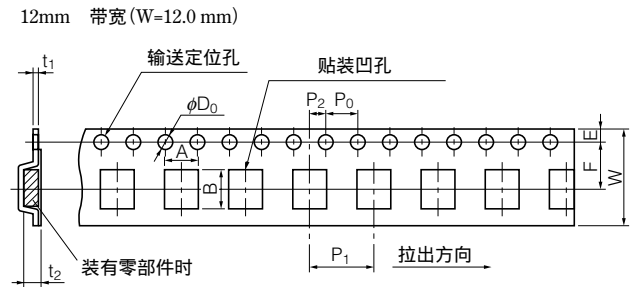 12mm 带宽(W=12.0 mm)
t1
输送定位孔
贴装凹孔
ϕD0
P2 P0
A
B
E
F
W
P1
拉出方向
装有零部件时
t2